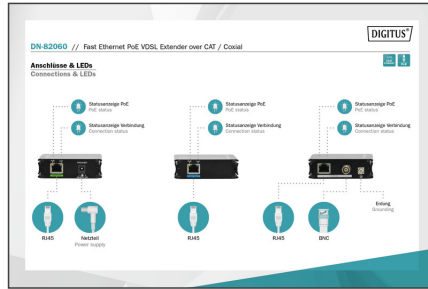 DIGITUS®
DN-82060 // Fast Ethernet PoE VDSL Extender over CAT / Coxial
Anschlüsse & LEDs
Connections & LEDs
Statusanzeige PoE
PoE status
Statusanzeige Verbindung
Connection status
Statusanzeige PoE
PoE status
Statusanzeige Verbindung
Connection status
Statusanzeige PoE
PoE status
Statusanzeige Verbindung
Connection status
Erdung
Grounding
RJ45
Netzteil
Power supply
RJ45
RJ45
BNC